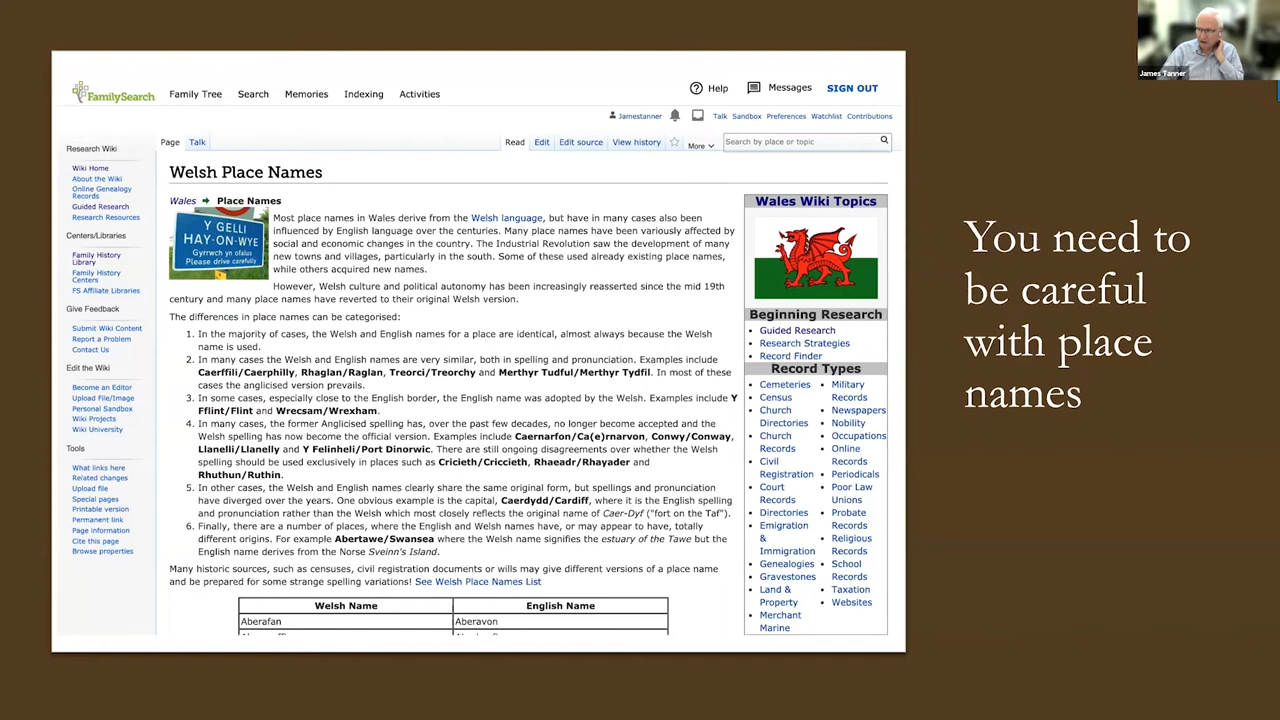 James Tanner
FamilySearch
Family Tree Search Memories Indexing Activities
Help Messages SIGN OUT
Jamestanner Talk Sandbox Preferences Watchlist Contributions
Page Talk Read Edit Edit source View history More Search by place or topic
Research Wiki
Wiki Home
About the Wiki
Online Genealogy
Records
Guided Research
Research Resources
Centers/Libraries
Family History
Library
Family History
Centers
FS Affiliate Libraries
Give Feedback
Submit Wiki Content
Report a Problem
Contact Us
Edit the Wiki
Become an Editor
Upload File/Image
Personal Sandbox
Wiki Projects
Wiki University
Tools
What links here
Related changes
Upload file
Special pages
Printable version
Permanent link
Page information
Cite this page
Browse properties
Welsh Place Names
Wales Place Names
Y GELLI
HAY-ON-WYE
Gyrrwch yn ofalus
Please drive carefully
Most place names in Wales derive from the Welsh language, but have in many cases also been
influenced by English language over the centuries. Many place names have been variously affected by
social and economic changes in the country. The Industrial Revolution saw the development of many
new towns and villages, particularly in the south. Some of these used already existing place names,
while others acquired new names.
However, Welsh culture and political autonomy has been increasingly reasserted since the mid 19th
century and many place names have reverted to their original Welsh version.
The differences in place names can be categorised:
1. In the majority of cases, the Welsh and English names for a place are identical, almost always because the Welsh
name is used.
2. In many cases the Welsh and English names are very similar, both in spelling and pronunciation. Examples include
Caerffili/Caerphilly, Rhaglan/Raglan, Treorci/Treorchy and Merthyr Tudful/Merthyr Tydfil. In most of these
cases the anglicised version prevails.
3. In some cases, especially close to the English border, the English name was adopted by the Welsh. Examples include Y
Fflint/Flint and Wrecsam/Wrexham.
4. In many cases, the former Anglicised spelling has, over the past few decades, no longer become accepted and the
Welsh spelling has now become the official version. Examples include Caernarfon/Ca(e)rnarvon, Conwy/Conway,
Llanelli/Llanelly and Y Felinheli/Port Dinorwic. There are still ongoing disagreements over whether the Welsh
spelling should be used exclusively in places such as Cricieth/Criccieth, Rhaeadr/Rhayader and
Rhuthun/Ruthin.
5. In other cases, the Welsh and English names clearly share the same original form, but spellings and pronunciation
have diverged over the years. One obvious example is the capital, Caerdydd/Cardiff, where it is the English spelling
and pronunciation rather than the Welsh which most closely reflects the original name of Caer-Dyf ("fort on the Taf").
6. Finally, there are a number of places, where the English and Welsh names have, or may appear to have, totally
different origins. For example Abertawe/Swansea where the Welsh name signifies the estuary of the Tawe but the
English name derives from the Norse Sveinn's Island.
Many historic sources, such as censuses, civil registration documents or wills may give different versions of a place name
and be prepared for some strange spelling variations! See Welsh Place Names List
Welsh Name English Name
Aberafan Aberavon
Wales Wiki Topics
Beginning Research
• Guided Research
• Research Strategies
• Record Finder
Record Types
• Cemeteries
• Census
• Church
Directories
• Church
Records
• Civil
Registration
• Court
Records
• Directories
• Emigration
&
Immigration
• Genealogies
• Gravestones
• Land &
Property
• Merchant
Marine
• Military
Records
• Newspapers
• Nobility
• Occupations
• Online
Records
• Periodicals
• Poor Law
Unions
• Probate
Records
• Religious
Records
• School
Records
• Taxation
• Websites
You need to
be careful
with place
names